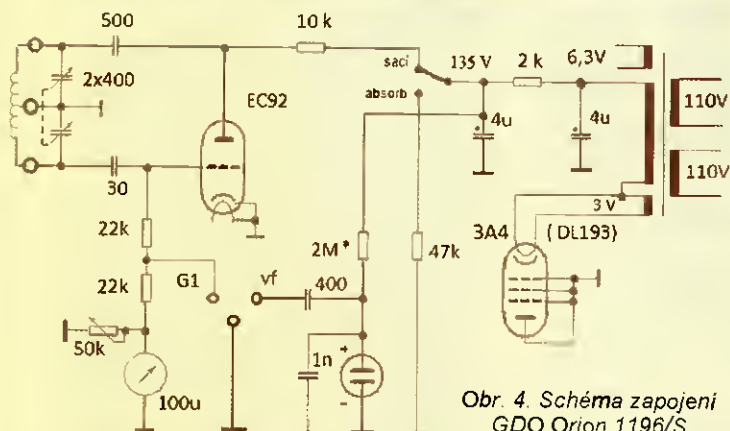 500
10 k
sací
135 V
2 k
6,3V
2x400
EC92
absorb
4u
4u
110V
110V
30
3 V
22k
2M*
47k
3A4
( DL193)
22k
G1
vf
400
50k
1n
+
-
100u
Obr. 4. Schéma zapojení
GDO Orion 1196/S